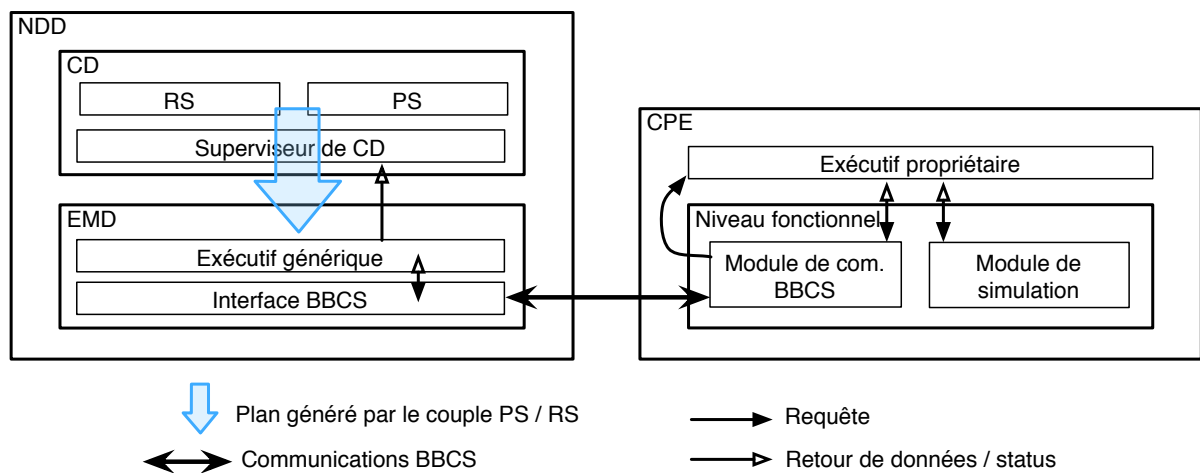 NDD
CD
RS
PS
Superviseur de CD
EMD
Exécutif générique
Interface BBCS
CPE
Exécutif propriétaire
Niveau fonctionnel
Module de com.
BBCS
Module de
simulation
Plan généré par le couple PS / RS
Communications BBCS
Requête
Retour de données / status